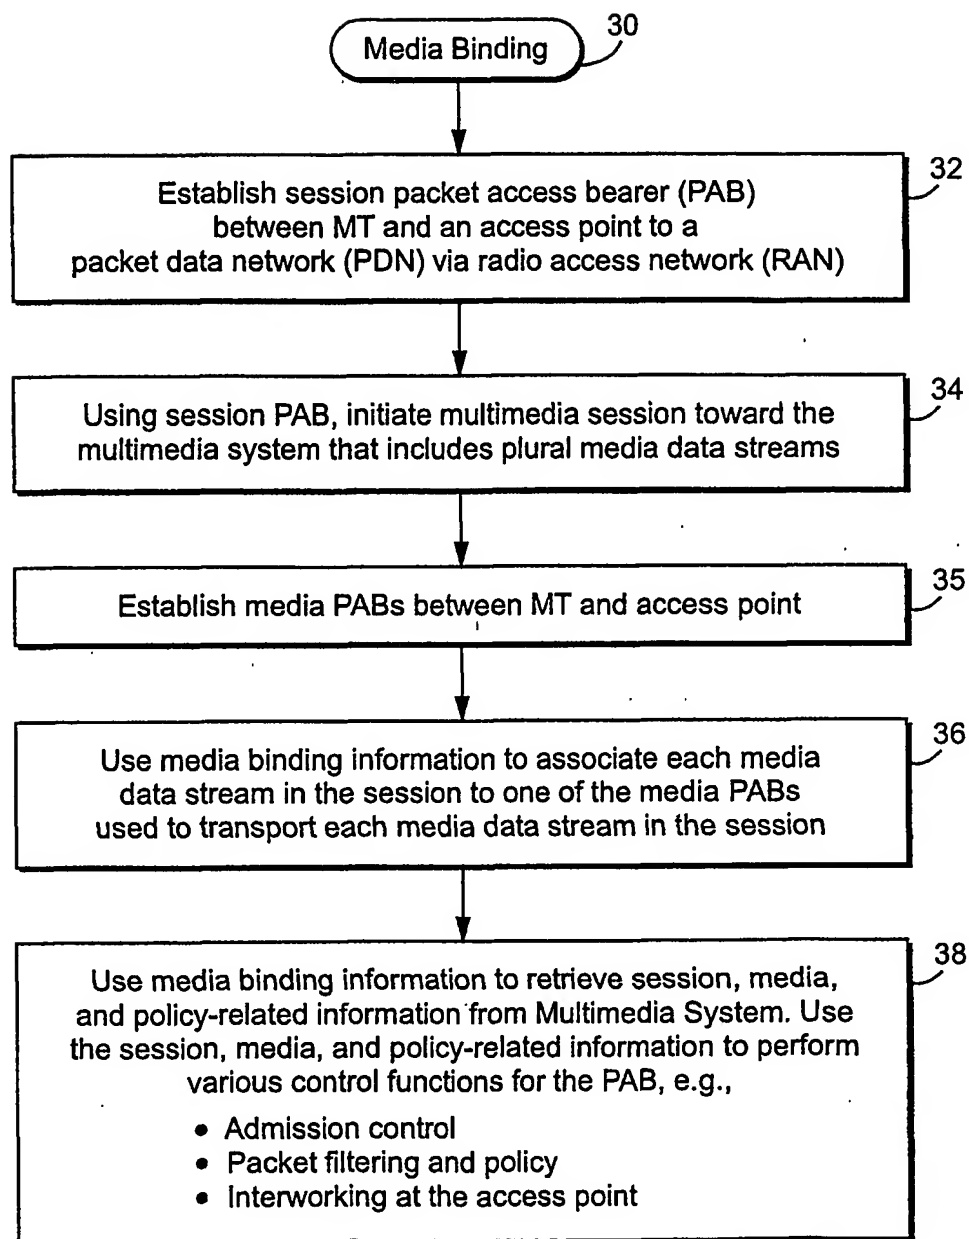 Media Binding
30
Establish session packet access bearer (PAB)
between MT and an access point to a
packet data network (PDN) via radio access network (RAN)
32
Using session PAB, initiate multimedia session toward the
multimedia system that includes plural media data streams
34
Establish media PABs between MT and access point
35
Use media binding information to associate each media
data stream in the session to one of the media PABs
used to transport each media data stream in the session
36
Use media binding information to retrieve session, media,
and policy-related information from Multimedia System. Use
the session, media, and policy-related information to perform
various control functions for the PAB, e.g.,
• Admission control
• Packet filtering and policy
• Interworking at the access point
38